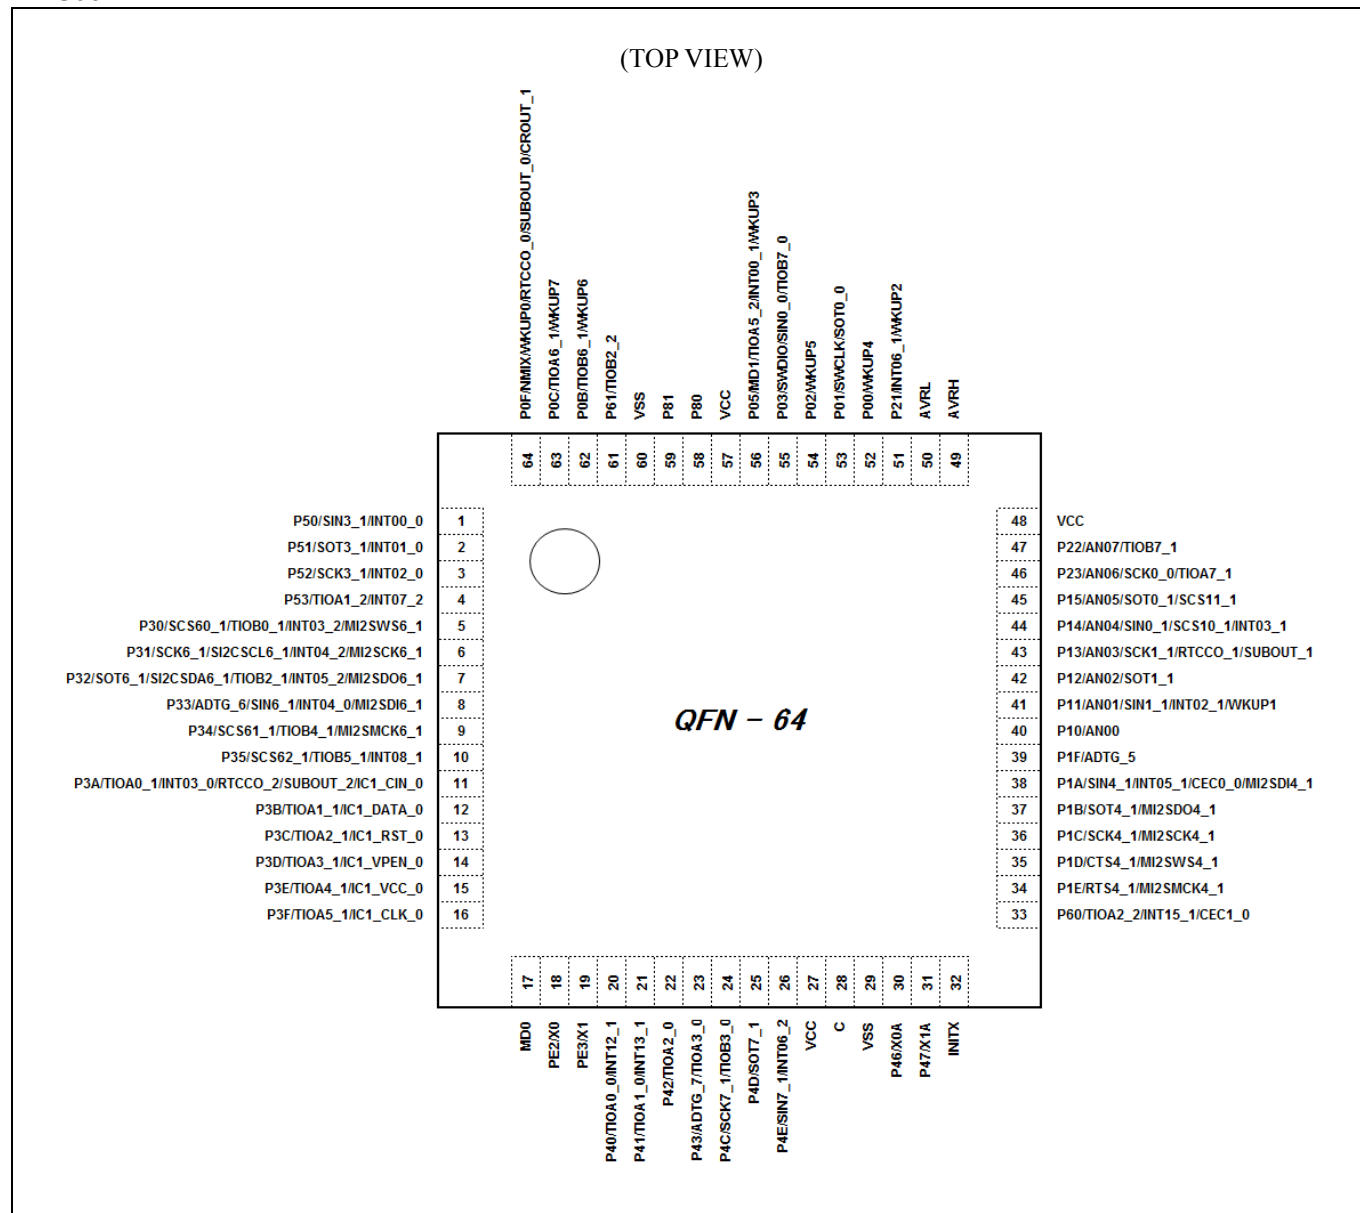 (TOP VIEW)
P0F/NMIX/WKUP0/RTCCO_0/SUBOUT_0/CROUT_1
P0C/TIOA6_1/WKUP7
P0B/TIOB6_1/WKUP6
P61/TIOB2_2
VSS
P81
P80
VCC
P05/MD1/TIOA5_2/INT00_1/WKUP3
P03/SWDIO/SIN0_0/TIOB7_0
P02/WKUP5
P01/SWCLK/SOT0_0
P00/WKUP4
P21/INT06_1/WKUP2
AVRL
AVRH
64 63 62 61 60 59 58 57 56 55 54 53 52 51 50 49
P50/SIN3_1/INT00_0 1
P51/SOT3_1/INT01_0 2
P52/SCK3_1/INT02_0 3
P53/TIOA1_2/INT07_2 4
P30/SCS60_1/TIOB0_1/INT03_2/MI2SWS6_1 5
P31/SCK6_1/SI2CSCL6_1/INT04_2/MI2SCK6_1 6
P32/SOT6_1/SI2CSDA6_1/TIOB2_1/INT05_2/MI2SDO6_1 7
P33/ADTG_6/SIN6_1/INT04_0/MI2SDI6_1 8
P34/SCS61_1/TIOB4_1/MI2SMCK6_1 9
P35/SCS62_1/TIOB5_1/INT08_1 10
P3A/TIOA0_1/INT03_0/RTCCO_2/SUBOUT_2/IC1_CIN_0 11
P3B/TIOA1_1/IC1_DATA_0 12
P3C/TIOA2_1/IC1_RST_0 13
P3D/TIOA3_1/IC1_VPEN_0 14
P3E/TIOA4_1/IC1_VCC_0 15
P3F/TIOA5_1/IC1_CLK_0 16
QFN - 64
48 VCC
47 P22/AN07/TIOB7_1
46 P23/AN06/SCK0_0/TIOA7_1
45 P15/AN05/SOT0_1/SCS11_1
44 P14/AN04/SIN0_1/SCS10_1/INT03_1
43 P13/AN03/SCK1_1/RTCCO_1/SUBOUT_1
42 P12/AN02/SOT1_1
41 P11/AN01/SIN1_1/INT02_1/WKUP1
40 P10/AN00
39 P1F/ADTG_5
38 P1A/SIN4_1/INT05_1/CEC0_0/MI2SDI4_1
37 P1B/SOT4_1/MI2SDO4_1
36 P1C/SCK4_1/MI2SCK4_1
35 P1D/CTS4_1/MI2SWS4_1
34 P1E/RTS4_1/MI2SMCK4_1
33 P60/TIOA2_2/INT15_1/CEC1_0
17 18 19 20 21 22 23 24 25 26 27 28 29 30 31 32
MD0
PE2/X0
PE3/X1
P40/TIOA0_0/INT12_1
P41/TIOA1_0/INT13_1
P42/TIOA2_0
P43/ADTG_7/TIOA3_0
P4C/SCK7_1/TIOB3_0
P4D/SOT7_1
P4E/SIN7_1/INT06_2
VCC
C
VSS
P46/X0A
P47/X1A
INITX